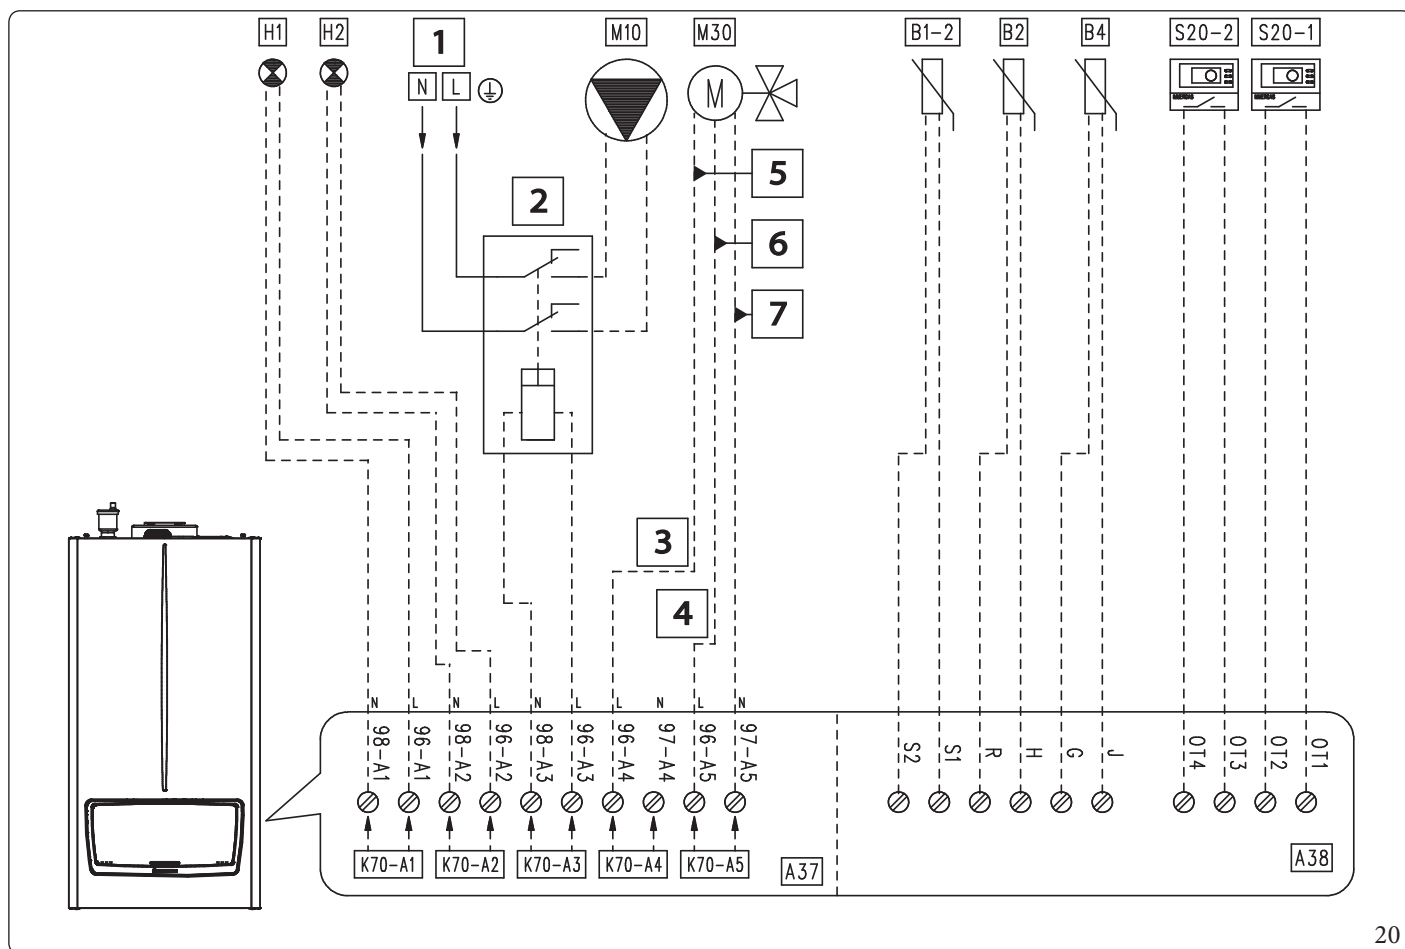 H1 H2 1 M10 M30 B1-2 B2 B4 S20-2 S20-1
N L M
5
2
6
7
3
4
N L N L N L L N L N
98-A1 96-A1 98-A2 96-A2 98-A3 96-A3 96-A4 97-A4 96-A5 97-A5 S2 S1 R H G J OT4 OT3 OT2 OT1
K70-A1 K70-A2 K70-A3 K70-A4 K70-A5 A37 A38
20